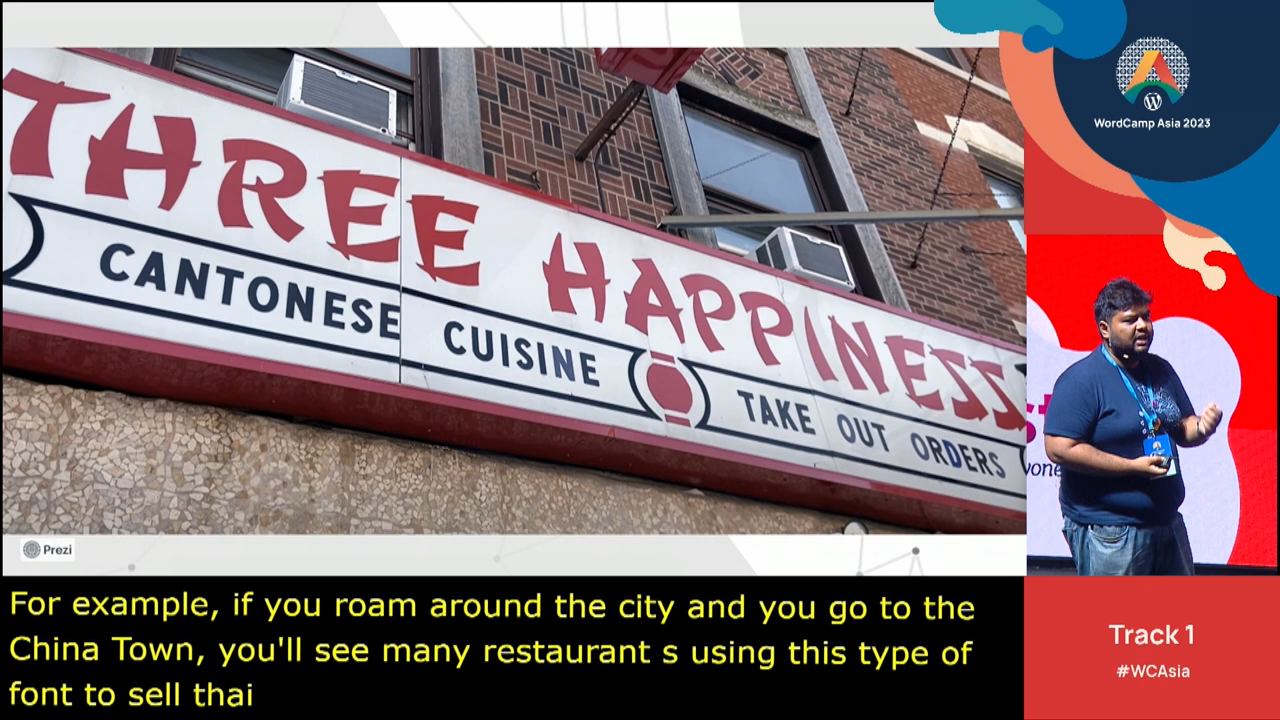 THREE HAPPINESS
CANTONESE CUISINE
TAKE OUT ORDERS
Prezi
WordCamp Asia 2023
For example, if you roam around the city and you go to the
China Town, you'll see many restaurant s using this type of
font to sell thai
Track 1
#WCAsia